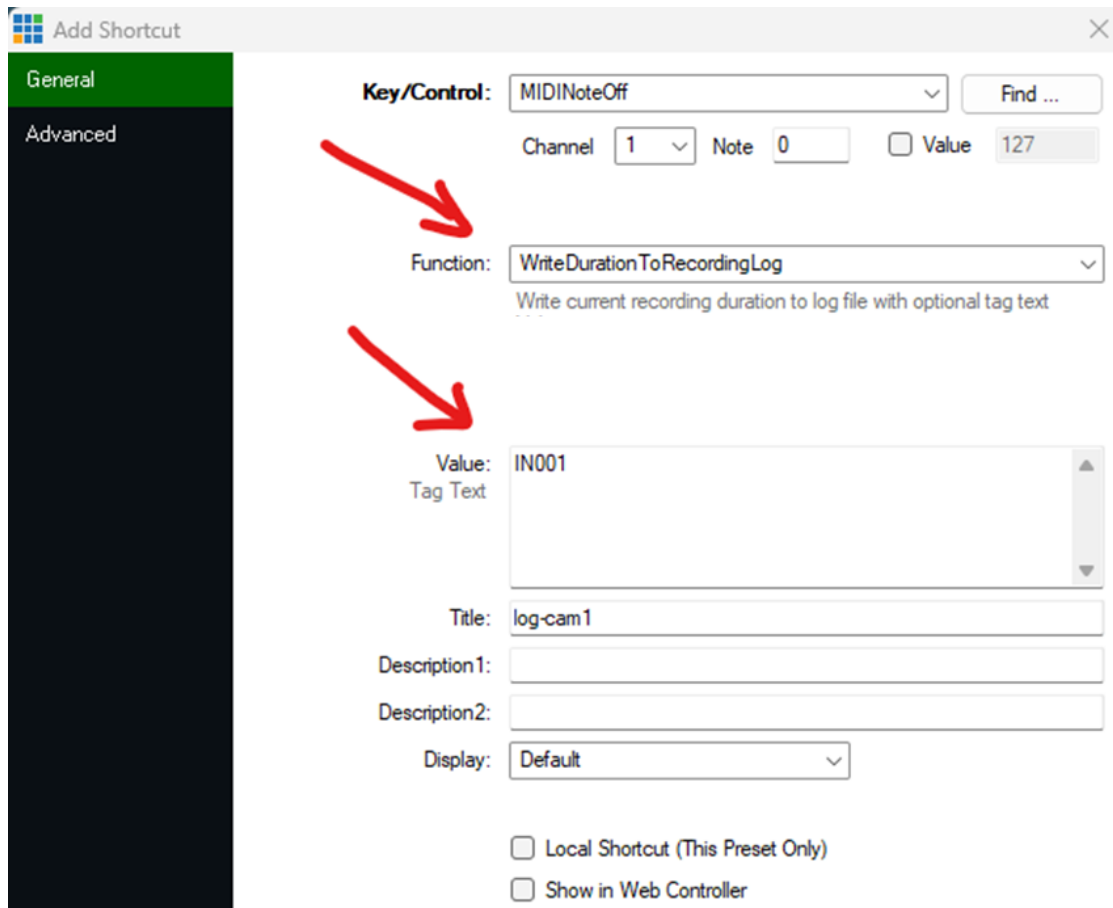 Add Shortcut
General
Advanced
Key/Control: MIDINoteOff Find ...
Channel 1 Note 0 Value 127
Function: WriteDurationToRecordingLog
Write current recording duration to log file with optional tag text
Value: IN001
Tag Text
Title: log-cam1
Description1:
Description2:
Display: Default
Local Shortcut (This Preset Only)
Show in Web Controller